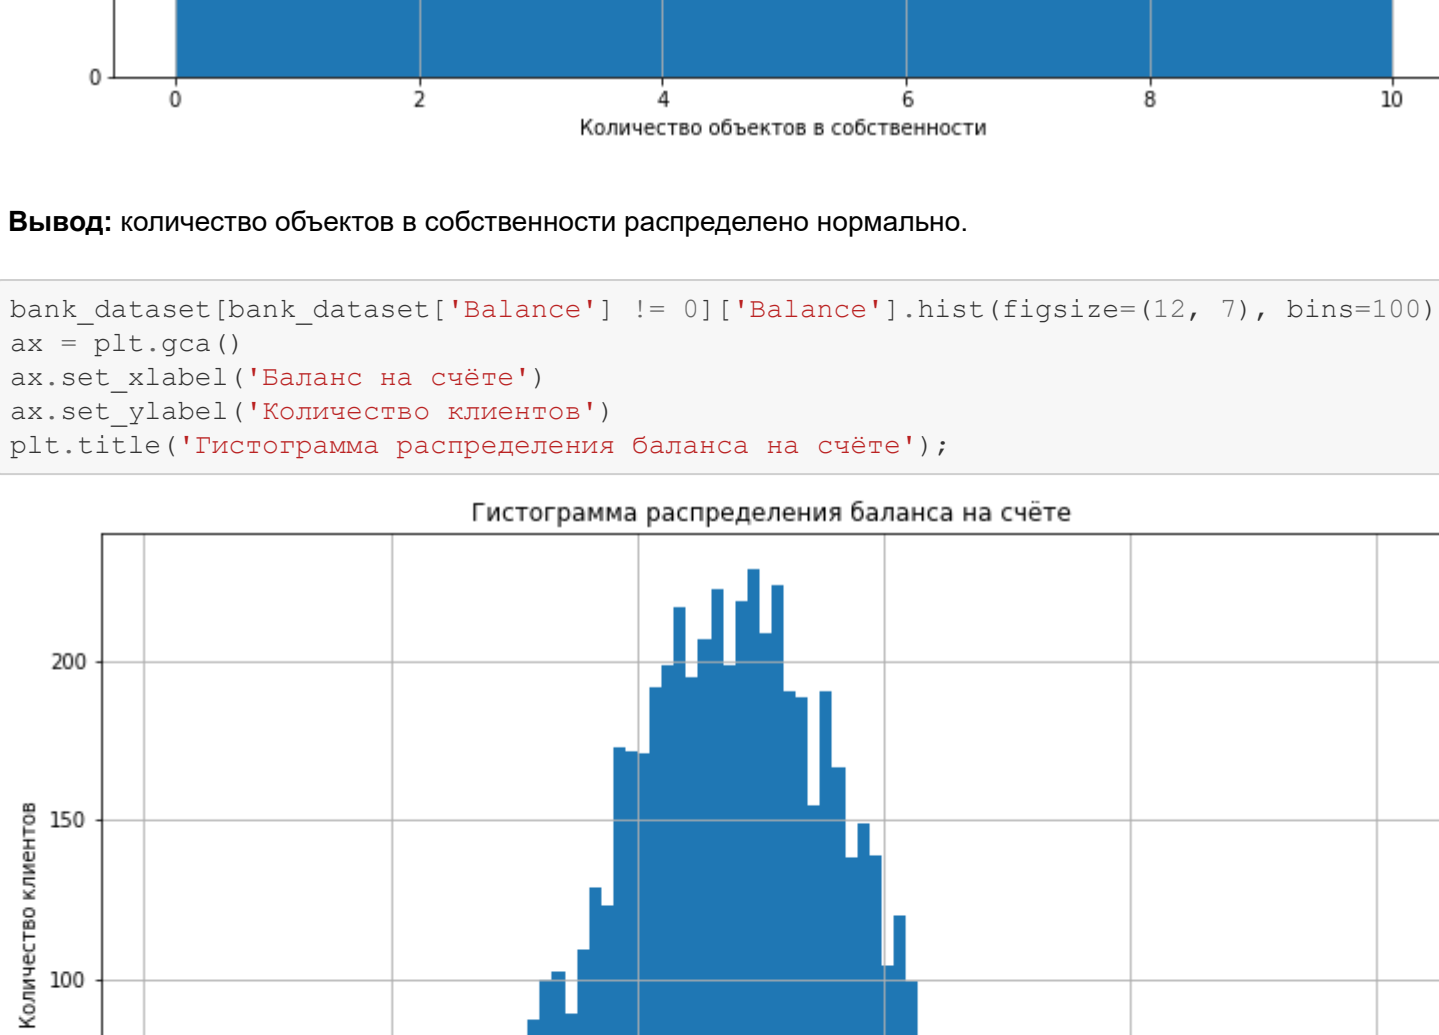 0
0 2 4 6 8 10
Количество объектов в собственности
Вывод: количество объектов в собственности распределено нормально.
bank_dataset[bank_dataset['Balance'] != 0]['Balance'].hist(figsize=(12, 7), bins=100)
ax = plt.gca()
ax.set_xlabel('Баланс на счёте')
ax.set_ylabel('Количество клиентов')
plt.title('Гистограмма распределения баланса на счёте');
Гистограмма распределения баланса на счёте
200
150
100
Количество клиентов